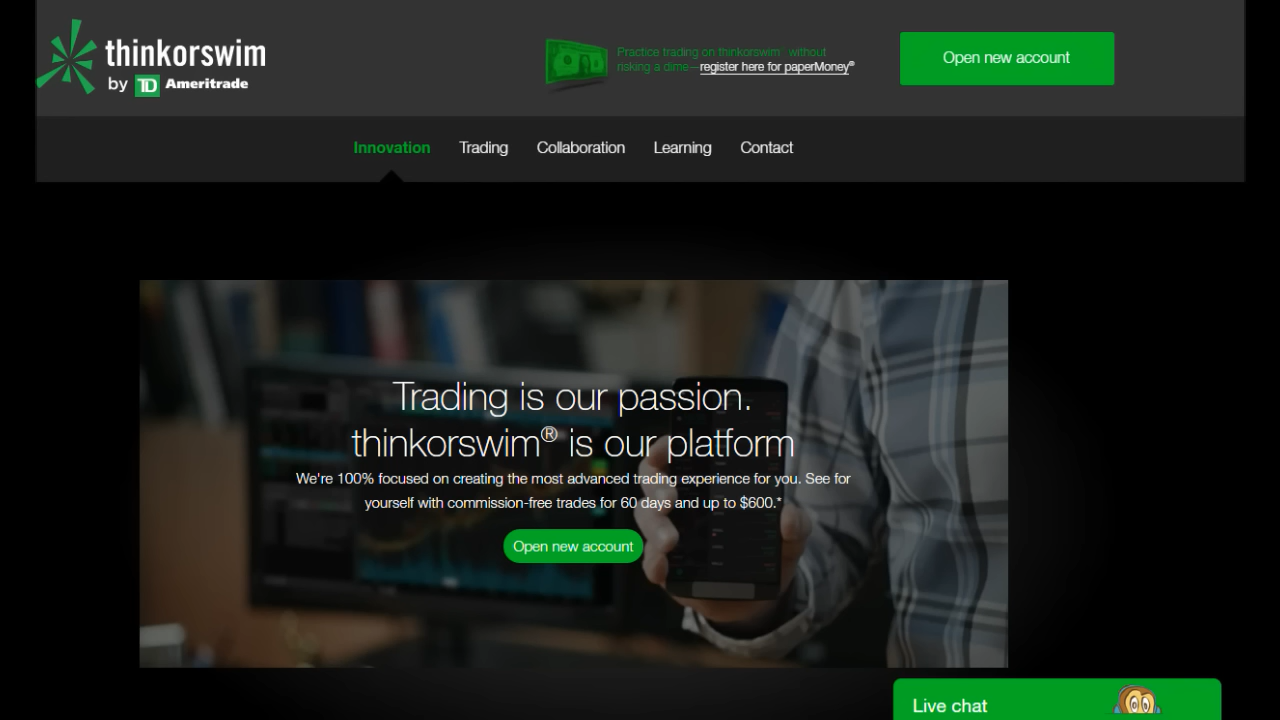 thinkorswim
by TD Ameritrade
Practice trading on thinkorswim without
risking a dime—register here for paperMoney®
Open new account
Innovation Trading Collaboration Learning Contact
Trading is our passion.
thinkorswim® is our platform
We're 100% focused on creating the most advanced trading experience for you. See for
yourself with commission-free trades for 60 days and up to $600.*
Open new account
Live chat